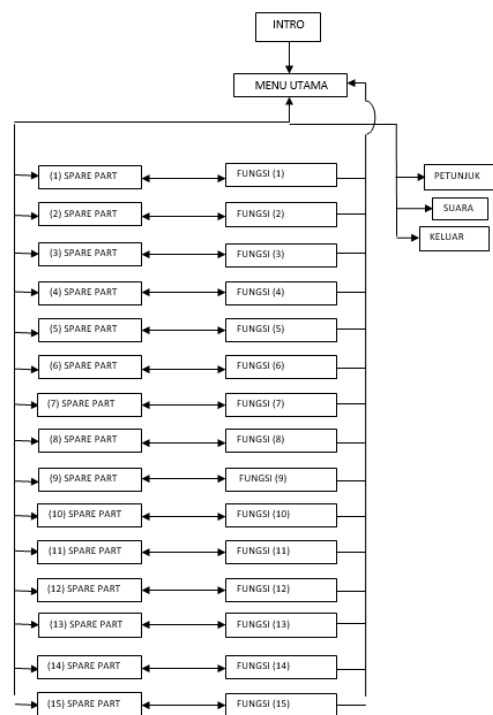 INTRO
MENU UTAMA
(1) SPARE PART
FUNGSI (1)
PETUNJUK
(2) SPARE PART
FUNGSI (2)
SUARA
(3) SPARE PART
FUNGSI (3)
KELUAR
(4) SPARE PART
FUNGSI (4)
(5) SPARE PART
FUNGSI (5)
(6) SPARE PART
FUNGSI (6)
(7) SPARE PART
FUNGSI (7)
(8) SPARE PART
FUNGSI (8)
(9) SPARE PART
FUNGSI (9)
(10) SPARE PART
FUNGSI (10)
(11) SPARE PART
FUNGSI (11)
(12) SPARE PART
FUNGSI (12)
(13) SPARE PART
FUNGSI (13)
(14) SPARE PART
FUNGSI (14)
(15) SPARE PART
FUNGSI (15)